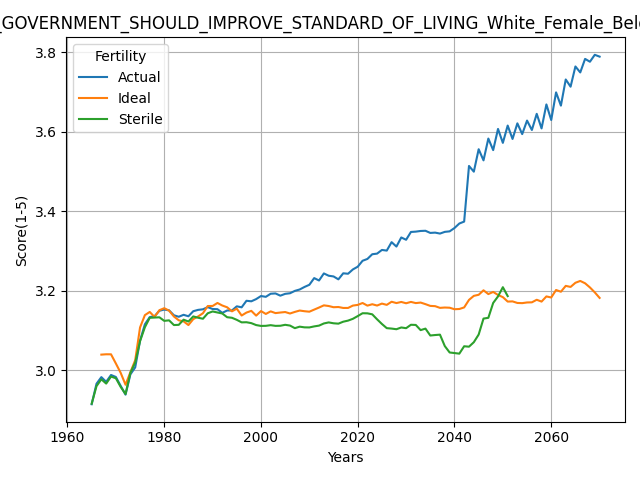 _GOVERNMENT_SHOULD_IMPROVE_STANDARD_OF_LIVING_White_Female_Bel
Fertility
Actual
Ideal
Sterile
3.8
3.6
3.4
3.2
3.0
Score(1-5)
1960 1980 2000 2020 2040 2060
Years